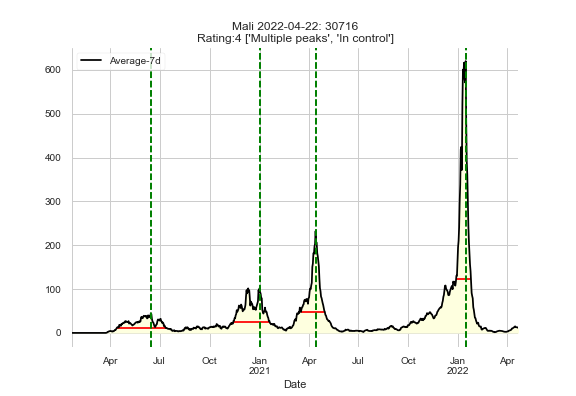 Mali 2022-04-22: 30716
Rating:4 ['Multiple peaks', 'In control']
Average-7d
600
500
400
300
200
100
0
Apr Jul Oct Jan Apr Jul Oct Jan Apr
2021 2022
Date